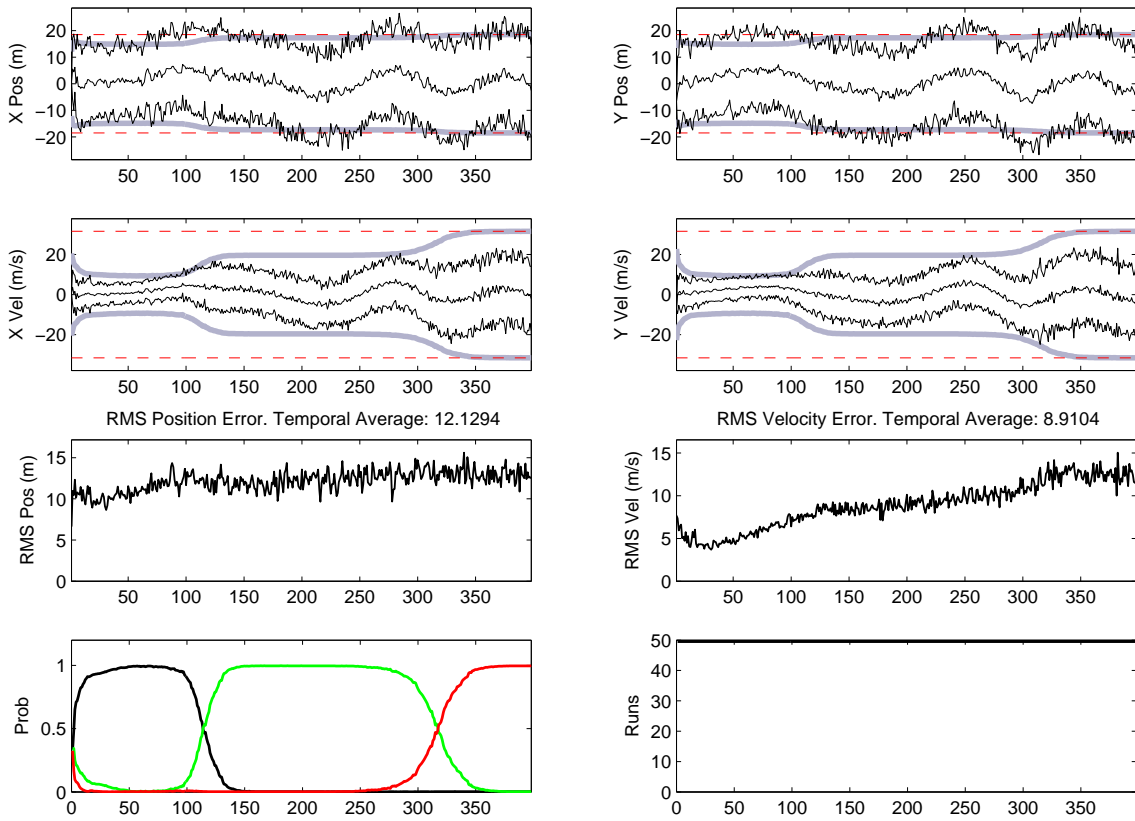 20
10
0
−10
−20
X Pos (m)
50 100 150 200 250 300 350
20
10
0
−10
−20
Y Pos (m)
50 100 150 200 250 300 350
20
0
−20
X Vel (m/s)
50 100 150 200 250 300 350
20
0
−20
Y Vel (m/s)
50 100 150 200 250 300 350
RMS Position Error. Temporal Average: 12.1294
15
10
5
0
RMS Pos (m)
50 100 150 200 250 300 350
RMS Velocity Error. Temporal Average: 8.9104
15
10
5
0
RMS Vel (m/s)
50 100 150 200 250 300 350
1
0.5
0
Prob
0 50 100 150 200 250 300 350
50
40
30
20
10
0
Runs
0 50 100 150 200 250 300 350